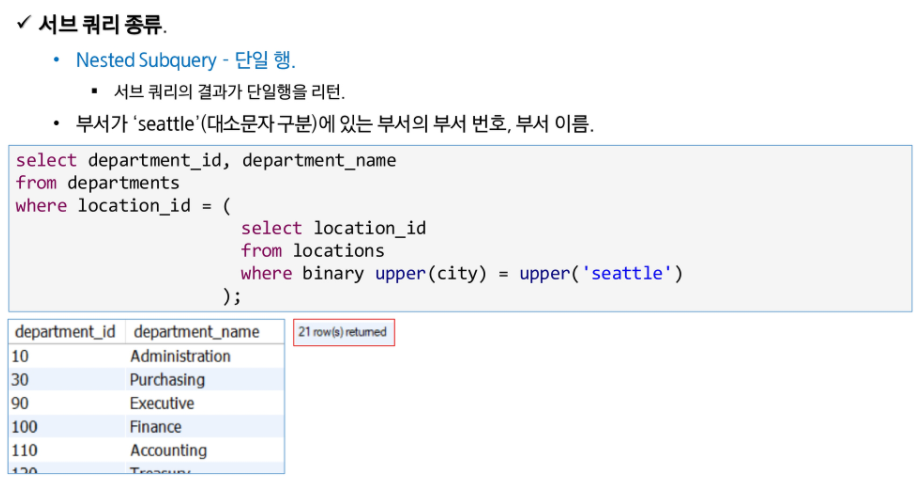 ✓ 서브 쿼리 종류.
• Nested Subquery - 단일 행.
▪ 서브 쿼리의 결과가 단일행을 리턴.
• 부서가 ‘seattle’(대소문자 구분)에 있는 부서의 부서 번호, 부서 이름.
select department_id, department_name
from departments
where location_id = (
select location_id
from locations
where binary upper(city) = upper('seattle')
);
department_id department_name 21 row(s) returned
10 Administration
30 Purchasing
90 Executive
100 Finance
110 Accounting
120 Treasury